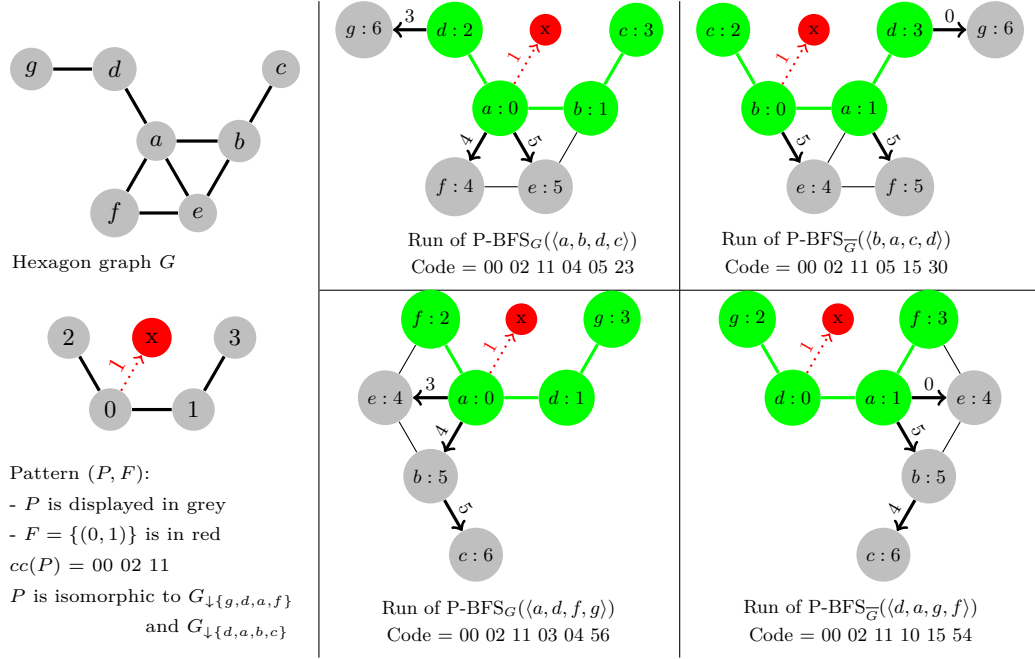 g
d
c
a
b
f
e
Hexagon graph G
2
x
3
1
0
1
Pattern (P, F):
- P is displayed in grey
- F = {(0, 1)} is in red
cc(P) = 00 02 11
P is isomorphic to G↓{g,d,a,f}
and G↓{d,a,b,c}
g : 6
3
d : 2
x
c : 3
1
a : 0
b : 1
4
5
f : 4
e : 5
Run of P-BFS_G(⟨a, b, d, c⟩)
Code = 00 02 11 04 05 23
c : 2
x
d : 3
0
g : 6
1
b : 0
a : 1
5
5
e : 4
f : 5
Run of P-BFS_G̅(⟨b, a, c, d⟩)
Code = 00 02 11 05 15 30
f : 2
x
g : 3
1
e : 4
3
a : 0
d : 1
4
b : 5
5
c : 6
Run of P-BFS_G(⟨a, d, f, g⟩)
Code = 00 02 11 03 04 56
g : 2
x
f : 3
1
d : 0
a : 1
0
e : 4
5
b : 5
4
c : 6
Run of P-BFS_G̅(⟨d, a, g, f⟩)
Code = 00 02 11 10 15 54